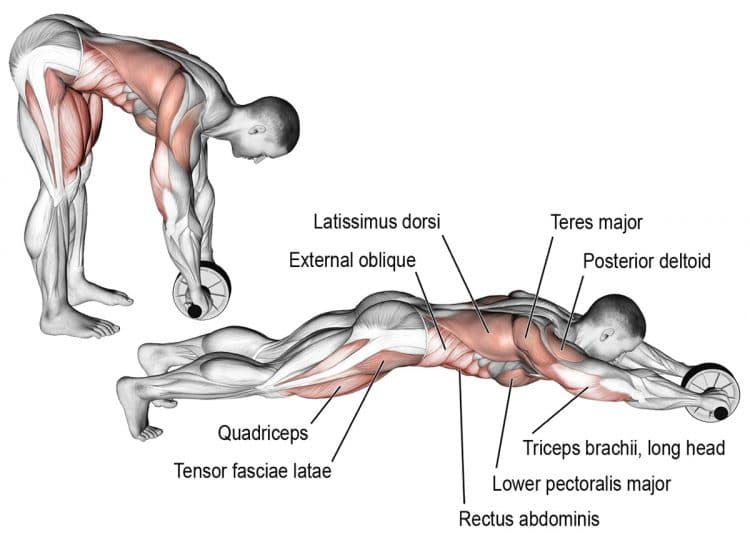 Latissimus dorsi
Teres major
External oblique
Posterior deltoid
Quadriceps
Tensor fasciae latae
Triceps brachii, long head
Lower pectoralis major
Rectus abdominis